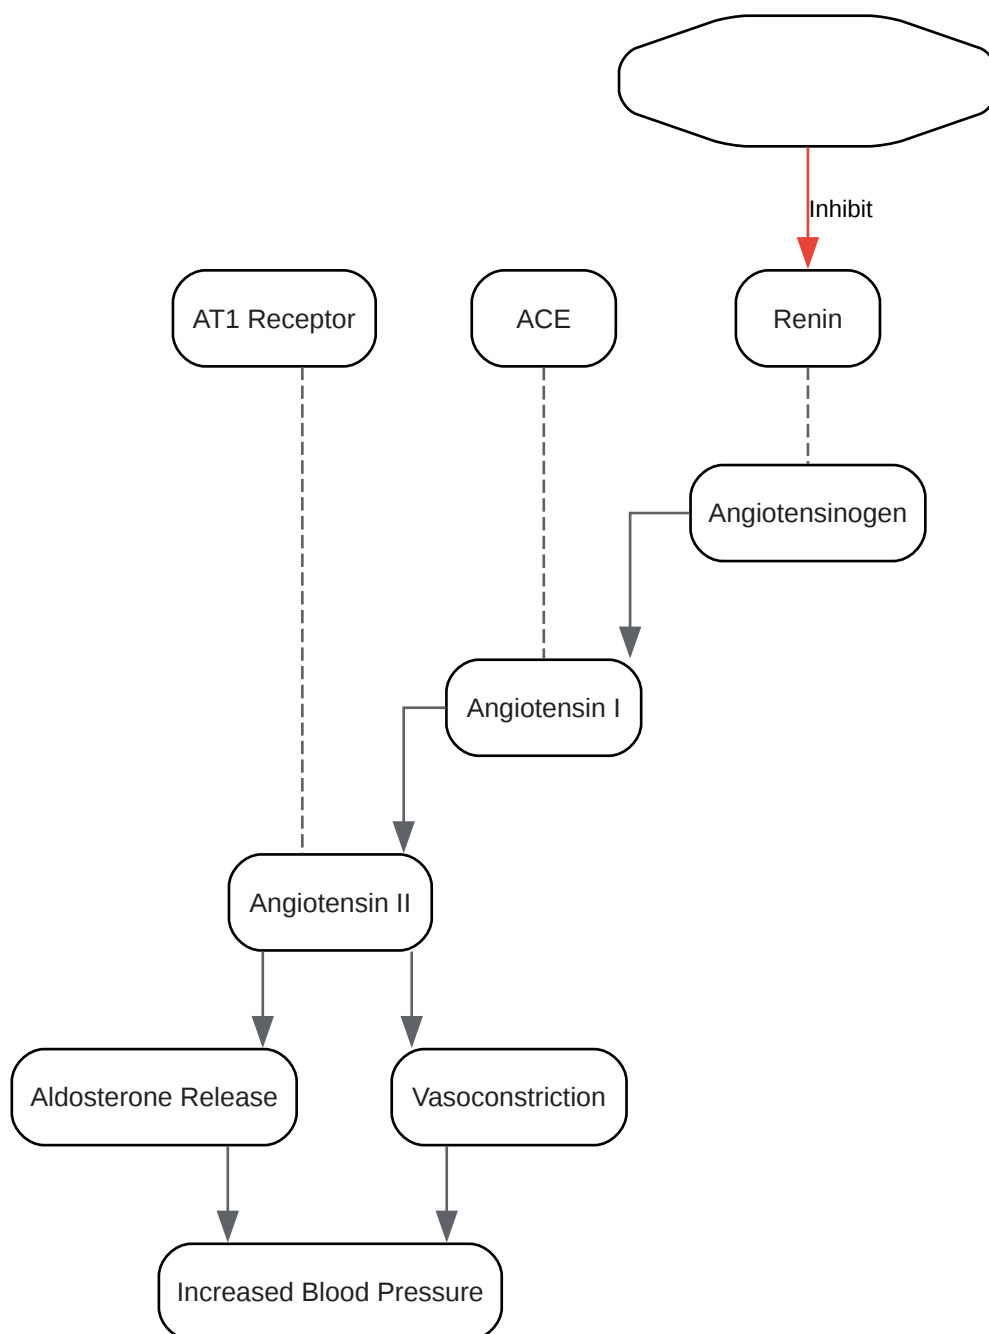 Inhibit
AT1 Receptor
ACE
Renin
Angiotensinogen
Angiotensin I
Angiotensin II
Aldosterone Release
Vasoconstriction
Increased Blood Pressure